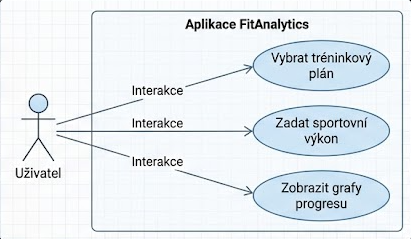 Aplikace FitAnalytics
Vybrat tréninkový
plán
Interakce
Interakce
Zadat sportovní
výkon
Interakce
Uživatel
Zobrazit grafy
progresu